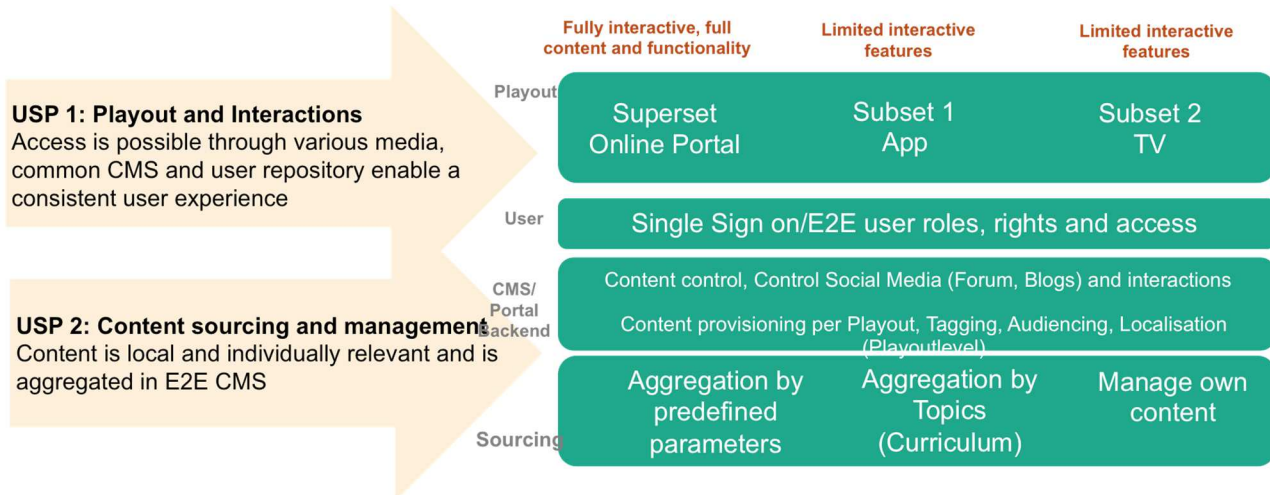 Fully interactive, full
content and functionality
Limited interactive
features
Limited interactive
features
USP 1: Playout and Interactions
Access is possible through various media,
common CMS and user repository enable a
consistent user experience
Playout
Superset
Online Portal
Subset 1
App
Subset 2
TV
User
Single Sign on/E2E user roles, rights and access
USP 2: Content sourcing and management
Content is local and individually relevant and is
aggregated in E2E CMS
CMS/
Portal
Backend
Content control, Control Social Media (Forum, Blogs) and interactions
Content provisioning per Playout, Tagging, Audiencing, Localisation
(Playoutlevel)
Sourcing
Aggregation by
predefined
parameters
Aggregation by
Topics
(Curriculum)
Manage own
content